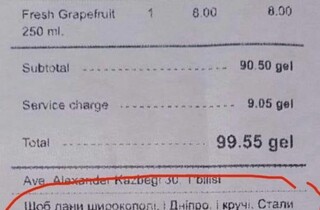 Fresh Grapefruit 1 8.00 8.00
250 ml.
Subtotal 90.50 gel
Service charge 9.05 gel
Total 99.55 gel
Ave. Alexander Kazbegi 30. Tbilisi
Щоб лани широкополі, і Дніпро, і кручі. Стали